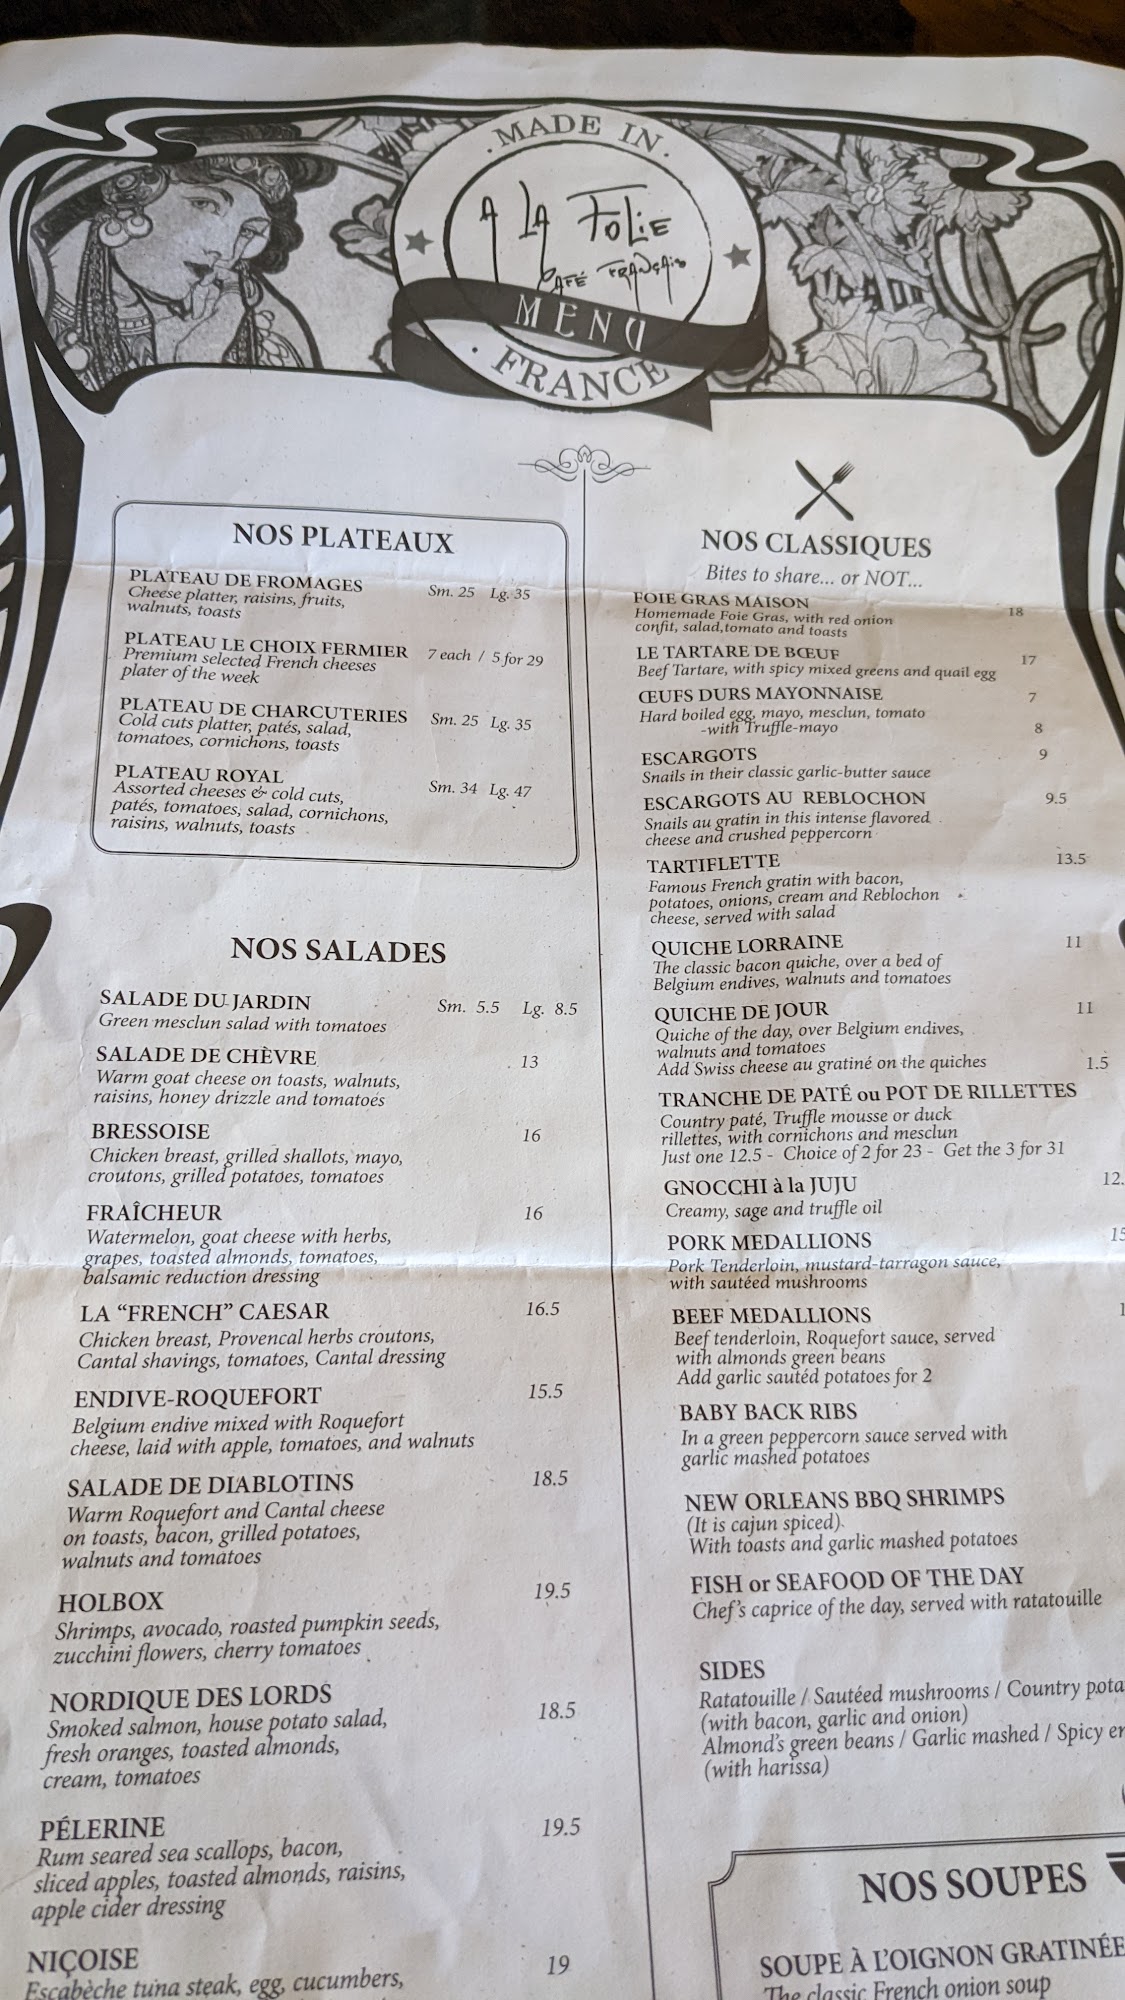 · MADE IN ·
A LA FOLIE
CAFÉ FRANÇAIS
MENU
· FRANCE
NOS PLATEAUX
PLATEAU DE FROMAGES Sm. 25 Lg. 35
Cheese platter, raisins, fruits,
walnuts, toasts
PLATEAU LE CHOIX FERMIER 7 each / 5 for 29
Premium selected French cheeses
plater of the week
PLATEAU DE CHARCUTERIES Sm. 25 Lg. 35
Cold cuts platter, patés, salad,
tomatoes, cornichons, toasts
PLATEAU ROYAL Sm. 34 Lg. 47
Assorted cheeses & cold cuts,
patés, tomatoes, salad, cornichons,
raisins, walnuts, toasts
NOS SALADES
SALADE DU JARDIN Sm. 5.5 Lg. 8.5
Green mesclun salad with tomatoes
SALADE DE CHÈVRE 13
Warm goat cheese on toasts, walnuts,
raisins, honey drizzle and tomatoes
BRESSOISE 16
Chicken breast, grilled shallots, mayo,
croutons, grilled potatoes, tomatoes
FRAÎCHEUR 16
Watermelon, goat cheese with herbs,
grapes, toasted almonds, tomatoes,
balsamic reduction dressing
LA “FRENCH” CAESAR 16.5
Chicken breast, Provencal herbs croutons,
Cantal shavings, tomatoes, Cantal dressing
ENDIVE-ROQUEFORT 15.5
Belgium endive mixed with Roquefort
cheese, laid with apple, tomatoes, and walnuts
SALADE DE DIABLOTINS 18.5
Warm Roquefort and Cantal cheese
on toasts, bacon, grilled potatoes,
walnuts and tomatoes
HOLBOX 19.5
Shrimps, avocado, roasted pumpkin seeds,
zucchini flowers, cherry tomatoes
NORDIQUE DES LORDS 18.5
Smoked salmon, house potato salad,
fresh oranges, toasted almonds,
cream, tomatoes
PÉLERINE 19.5
Rum seared sea scallops, bacon,
sliced apples, toasted almonds, raisins,
apple cider dressing
NIÇOISE 19
Escabèche tuna steak, egg, cucumbers,
NOS CLASSIQUES
Bites to share... or NOT...
FOIE GRAS MAISON 18
Homemade Foie Gras, with red onion
confit, salad,tomato and toasts
LE TARTARE DE BŒUF 17
Beef Tartare, with spicy mixed greens and quail egg
ŒUFS DURS MAYONNAISE 7
Hard boiled egg, mayo, mesclun, tomato
-with Truffle-mayo 8
ESCARGOTS 9
Snails in their classic garlic-butter sauce
ESCARGOTS AU REBLOCHON 9.5
Snails au gratin in this intense flavored
cheese and crushed peppercorn
TARTIFLETTE 13.5
Famous French gratin with bacon,
potatoes, onions, cream and Reblochon
cheese, served with salad
QUICHE LORRAINE 11
The classic bacon quiche, over a bed of
Belgium endives, walnuts and tomatoes
QUICHE DE JOUR 11
Quiche of the day, over Belgium endives,
walnuts and tomatoes
Add Swiss cheese au gratiné on the quiches 1.5
TRANCHE DE PATÉ ou POT DE RILLETTES
Country paté, Truffle mousse or duck
rillettes, with cornichons and mesclun
Just one 12.5 - Choice of 2 for 23 - Get the 3 for 31
GNOCCHI à la JUJU 12.
Creamy, sage and truffle oil
PORK MEDALLIONS 15
Pork Tenderloin, mustard-tarragon sauce,
with sautéed mushrooms
BEEF MEDALLIONS 1
Beef tenderloin, Roquefort sauce, served
with almonds green beans
Add garlic sautéd potatoes for 2
BABY BACK RIBS
In a green peppercorn sauce served with
garlic mashed potatoes
NEW ORLEANS BBQ SHRIMPS
(It is cajun spiced).
With toasts and garlic mashed potatoes
FISH or SEAFOOD OF THE DAY
Chef's caprice of the day, served with ratatouille
SIDES
Ratatouille / Sautéed mushrooms / Country pota
(with bacon, garlic and onion)
Almond's green beans / Garlic mashed / Spicy
(with harissa)
NOS SOUPES
SOUPE À L'OIGNON GRATINÉE
The classic French onion soup